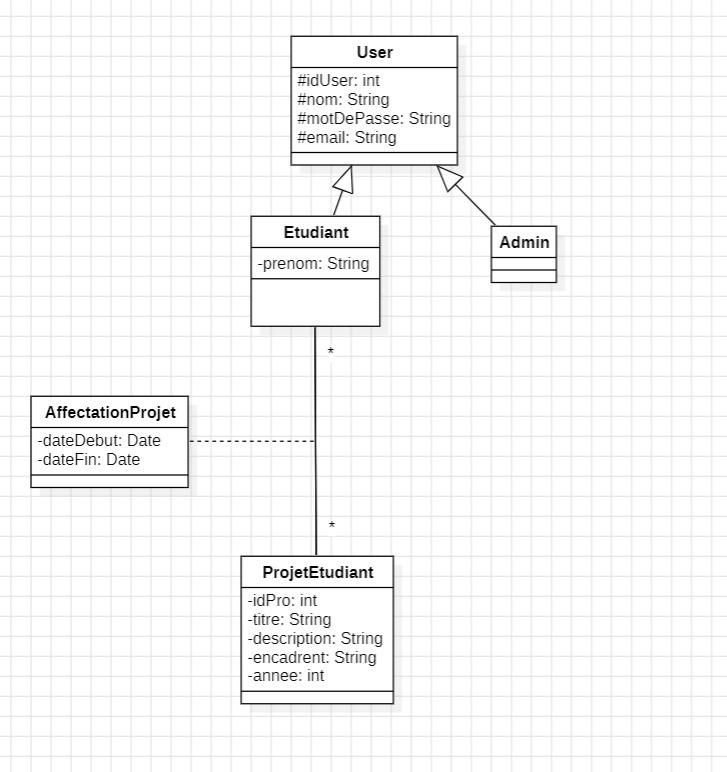 User
#idUser: int
#nom: String
#motDePasse: String
#email: String
Etudiant
-prenom: String
Admin
*
AffectationProjet
-dateDebut: Date
-dateFin: Date
*
ProjetEtudiant
-idPro: int
-titre: String
-description: String
-encadrent: String
-annee: int